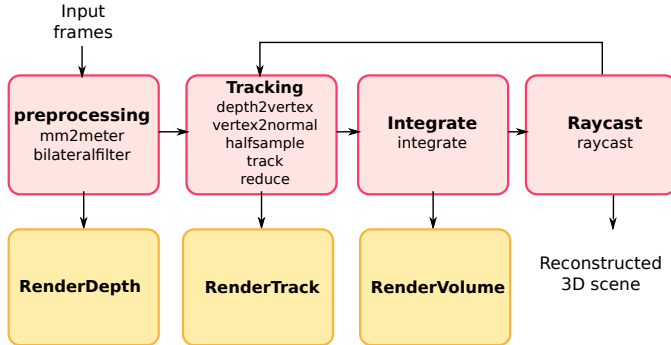 Input
frames
preprocessing
mm2meter
bilateralfilter
Tracking
depth2vertex
vertex2normal
halfsample
track
reduce
Integrate
integrate
Raycast
raycast
RenderDepth
RenderTrack
RenderVolume
Reconstructed
3D scene